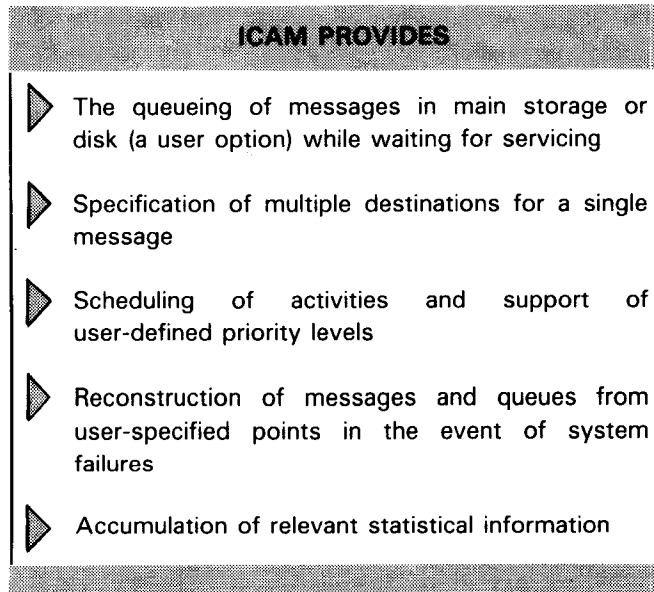 ICAM PROVIDES
The queueing of messages in main storage or
disk (a user option) while waiting for servicing
Specification of multiple destinations for a single
message
Scheduling of activities and support of
user-defined priority levels
Reconstruction of messages and queues from
user-specified points in the event of system
failures
Accumulation of relevant statistical information